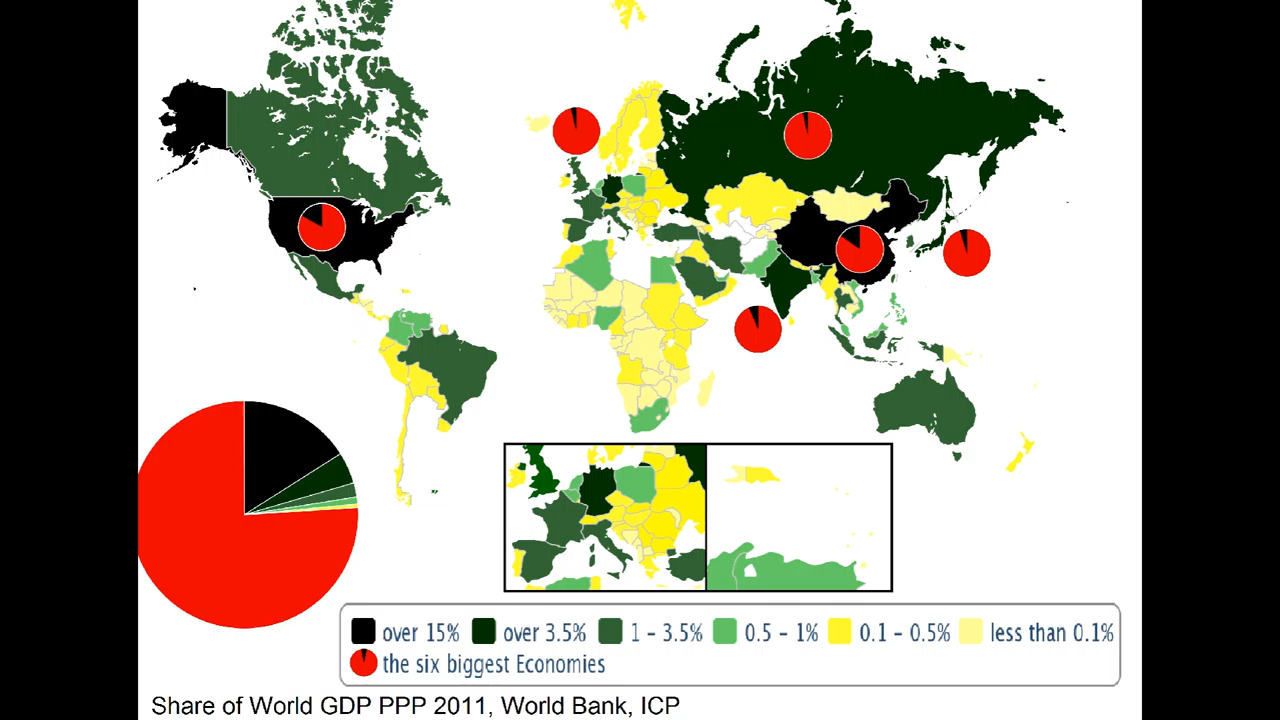 over 15% over 3.5% 1 – 3.5% 0.5 – 1% 0.1 – 0.5% less than 0.1%
the six biggest Economies
Share of World GDP PPP 2011, World Bank, ICP